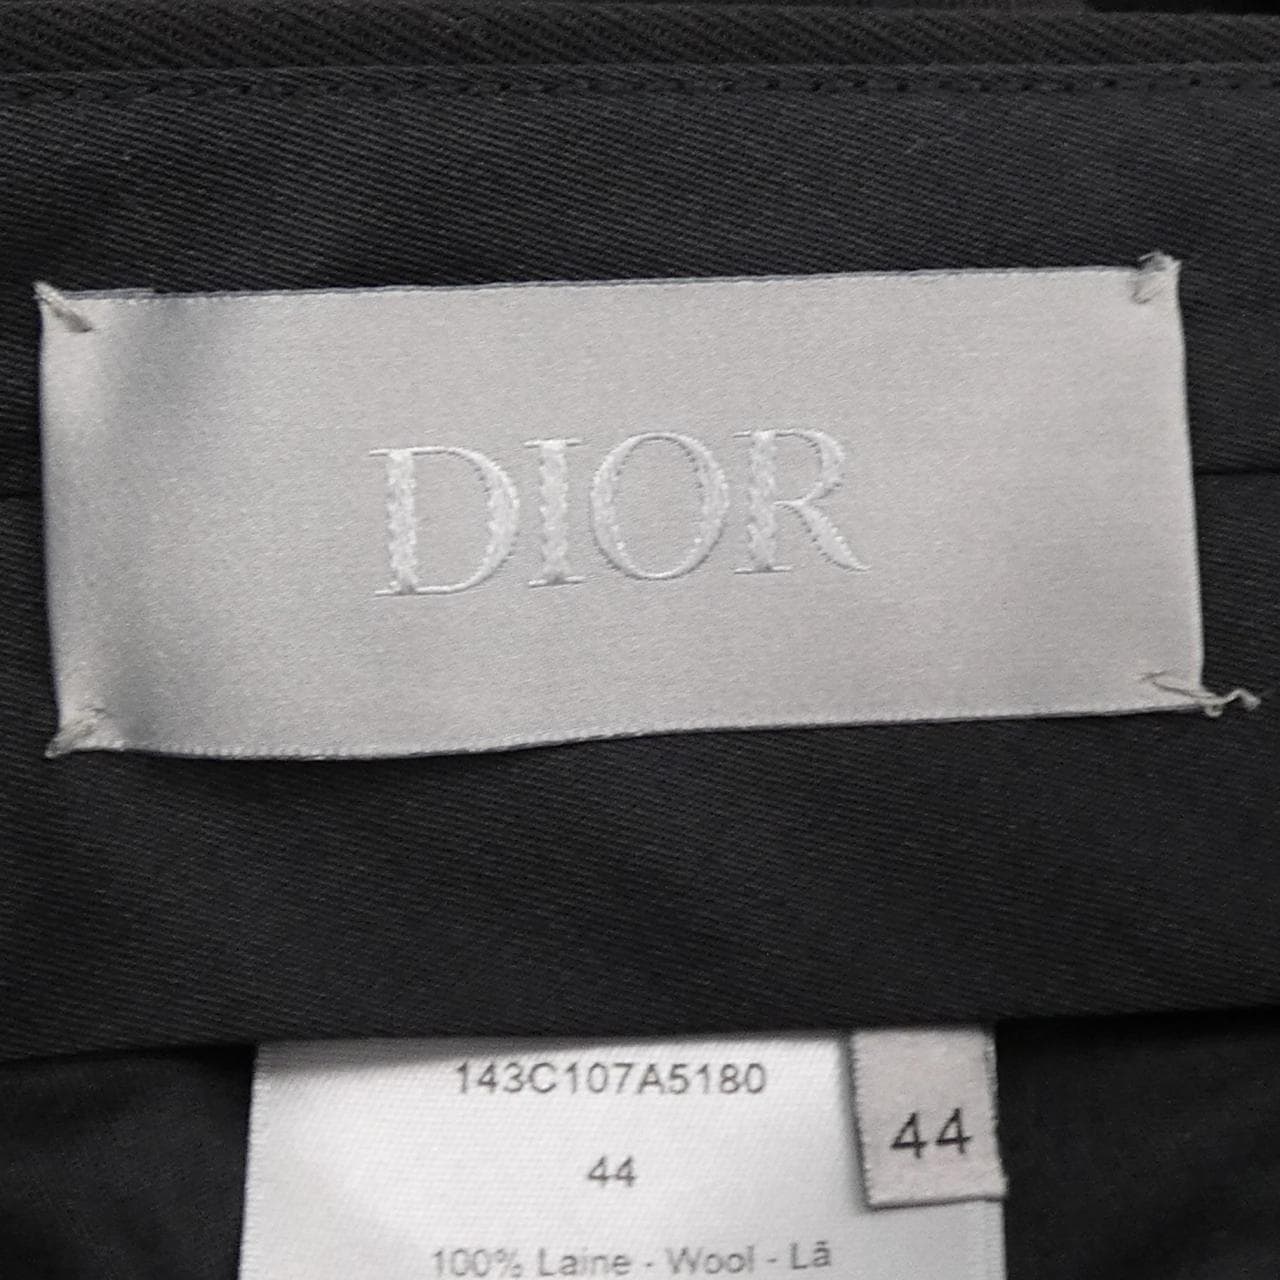 DIOR
143C107A5180
44
44
100% Laine - Wool - Lã